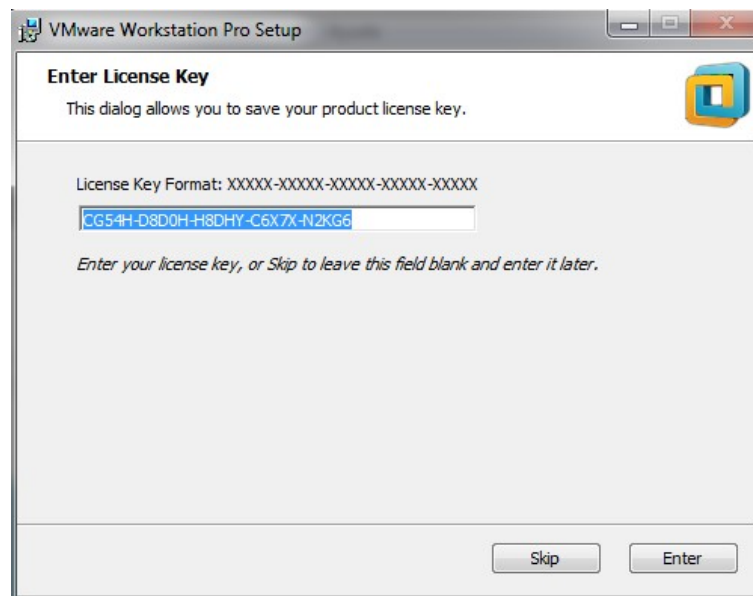 VMware Workstation Pro Setup
Enter License Key
This dialog allows you to save your product license key.
License Key Format: XXXXX-XXXXX-XXXXX-XXXXX-XXXXX
CG54H-D8D0H-H8DHY-C6X7X-N2KG6
Enter your license key, or Skip to leave this field blank and enter it later.
Skip
Enter